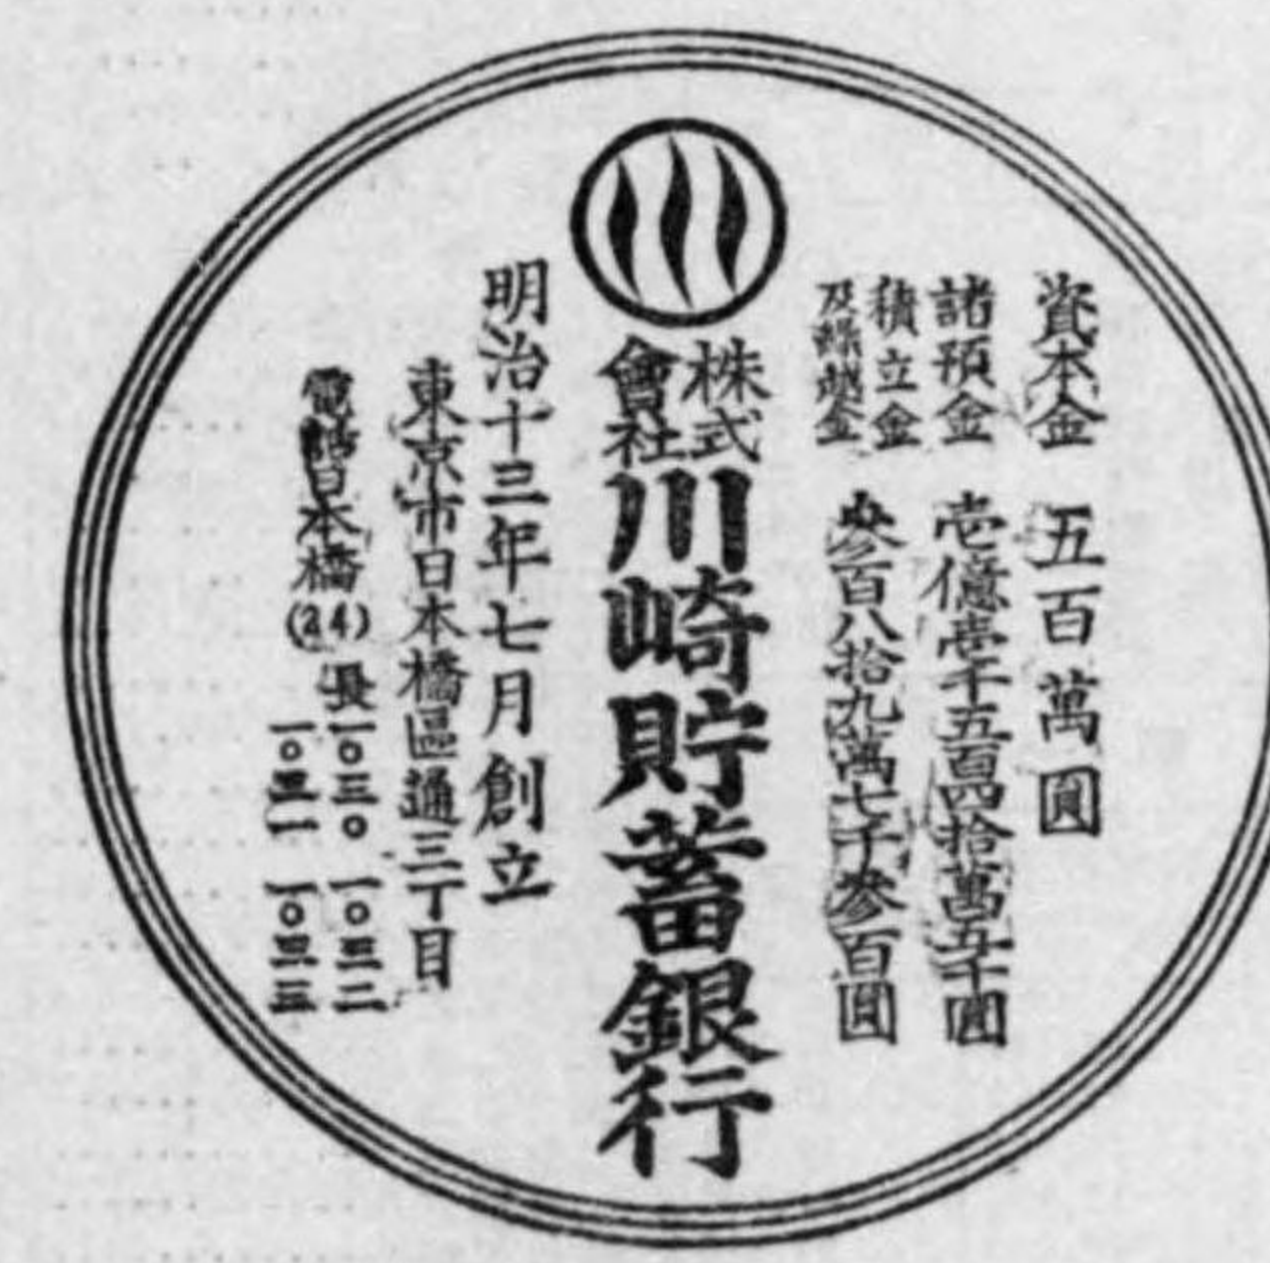 資本金 五百萬圓
諸預金 壱億壱千五百四拾萬五千圓
積立金
及繰越金 参百八拾九萬七千参百圓
株式
會社
川崎貯蓄銀行
明治十三年七月創立
東京市日本橋區通三丁目
電話日本橋(24)長
一〇三〇 一〇三二
一〇三一 一〇三三